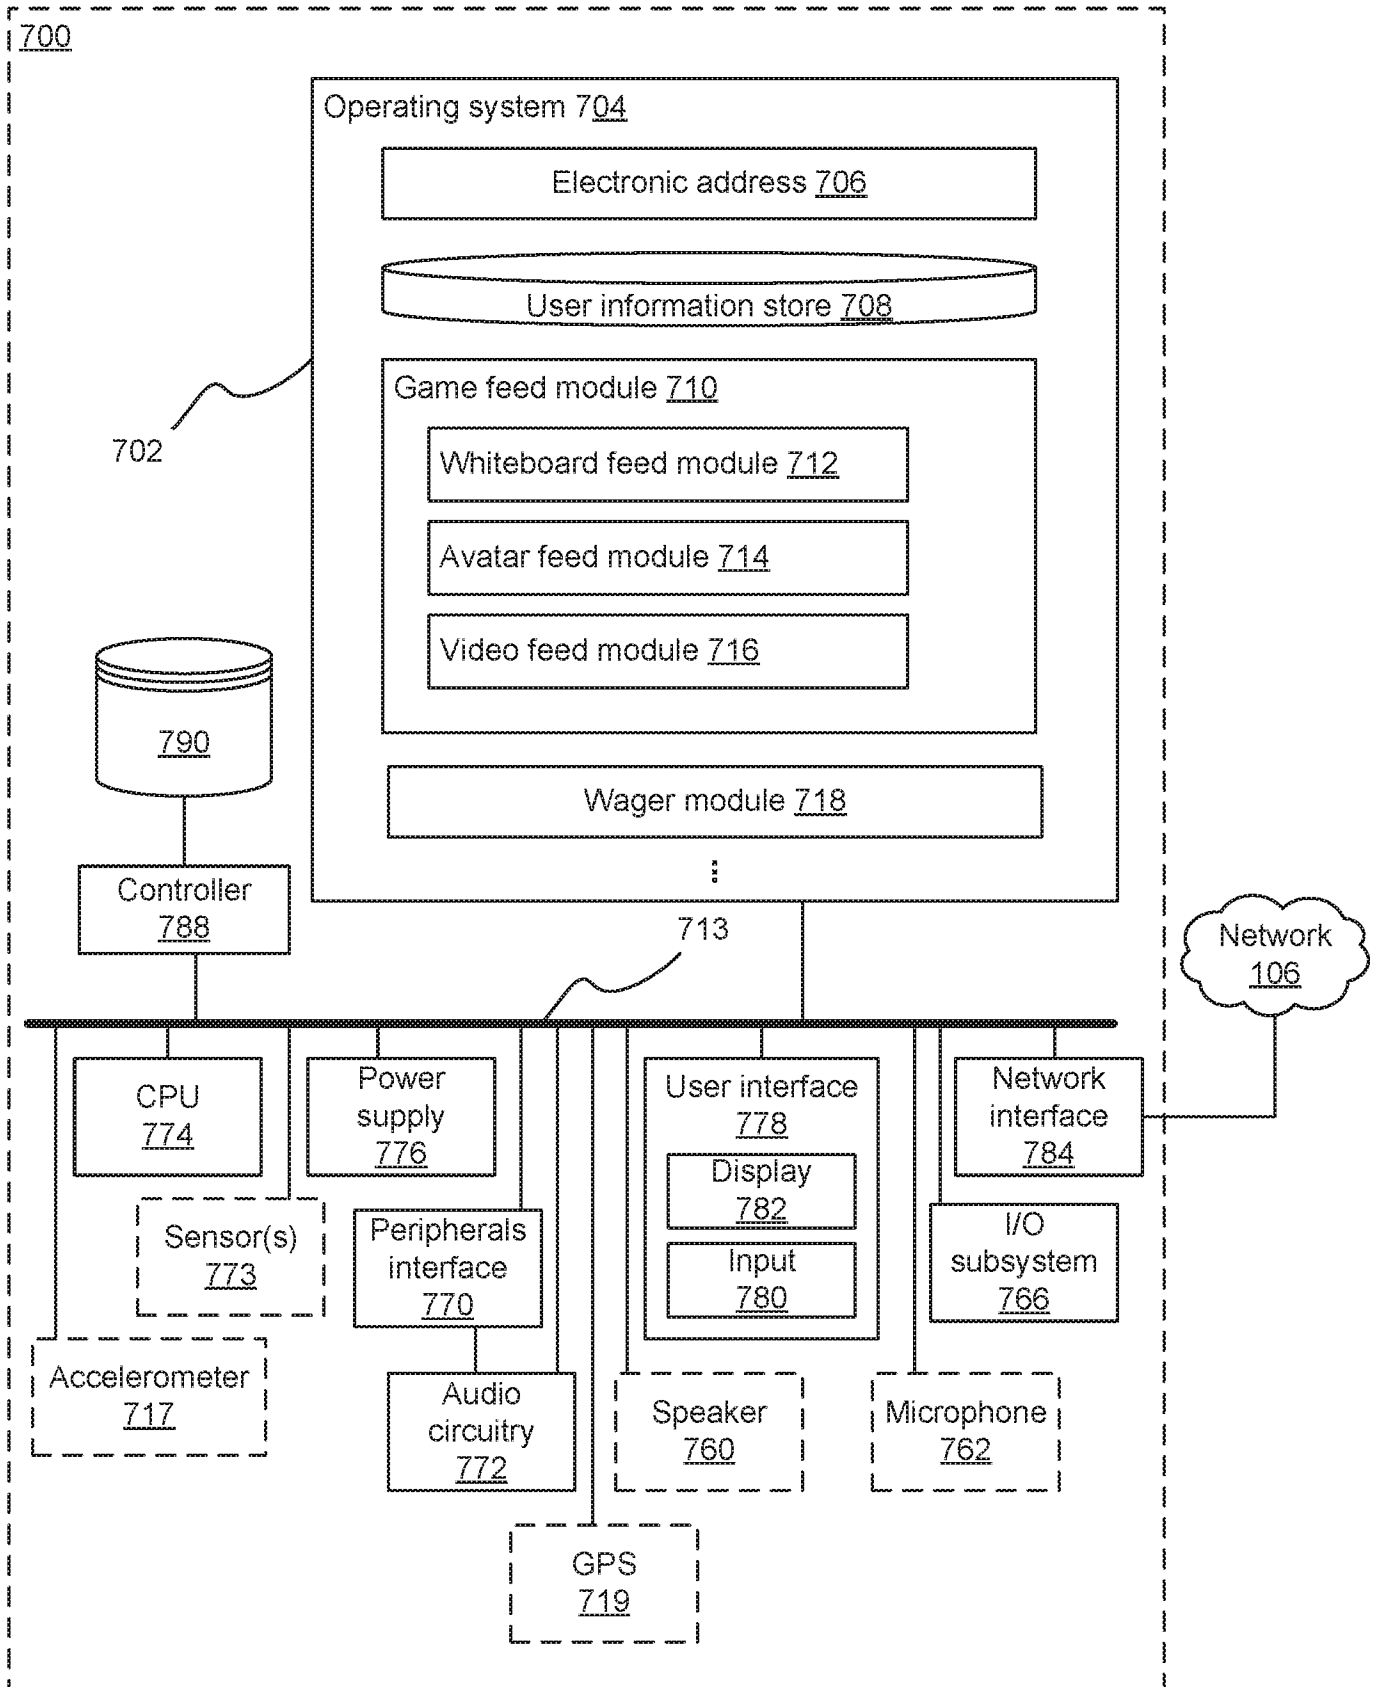 700
Operating system 704
Electronic address 706
User information store 708
702
Game feed module 710
Whiteboard feed module 712
Avatar feed module 714
Video feed module 716
790
Wager module 718
Controller
788
713
Network
106
CPU
774
Power
supply
776
User interface
778
Display
782
Input
780
Network
interface
784
Sensor(s)
773
Peripherals
interface
770
I/O
subsystem
766
Accelerometer
717
Audio
circuitry
772
Speaker
760
Microphone
762
GPS
719